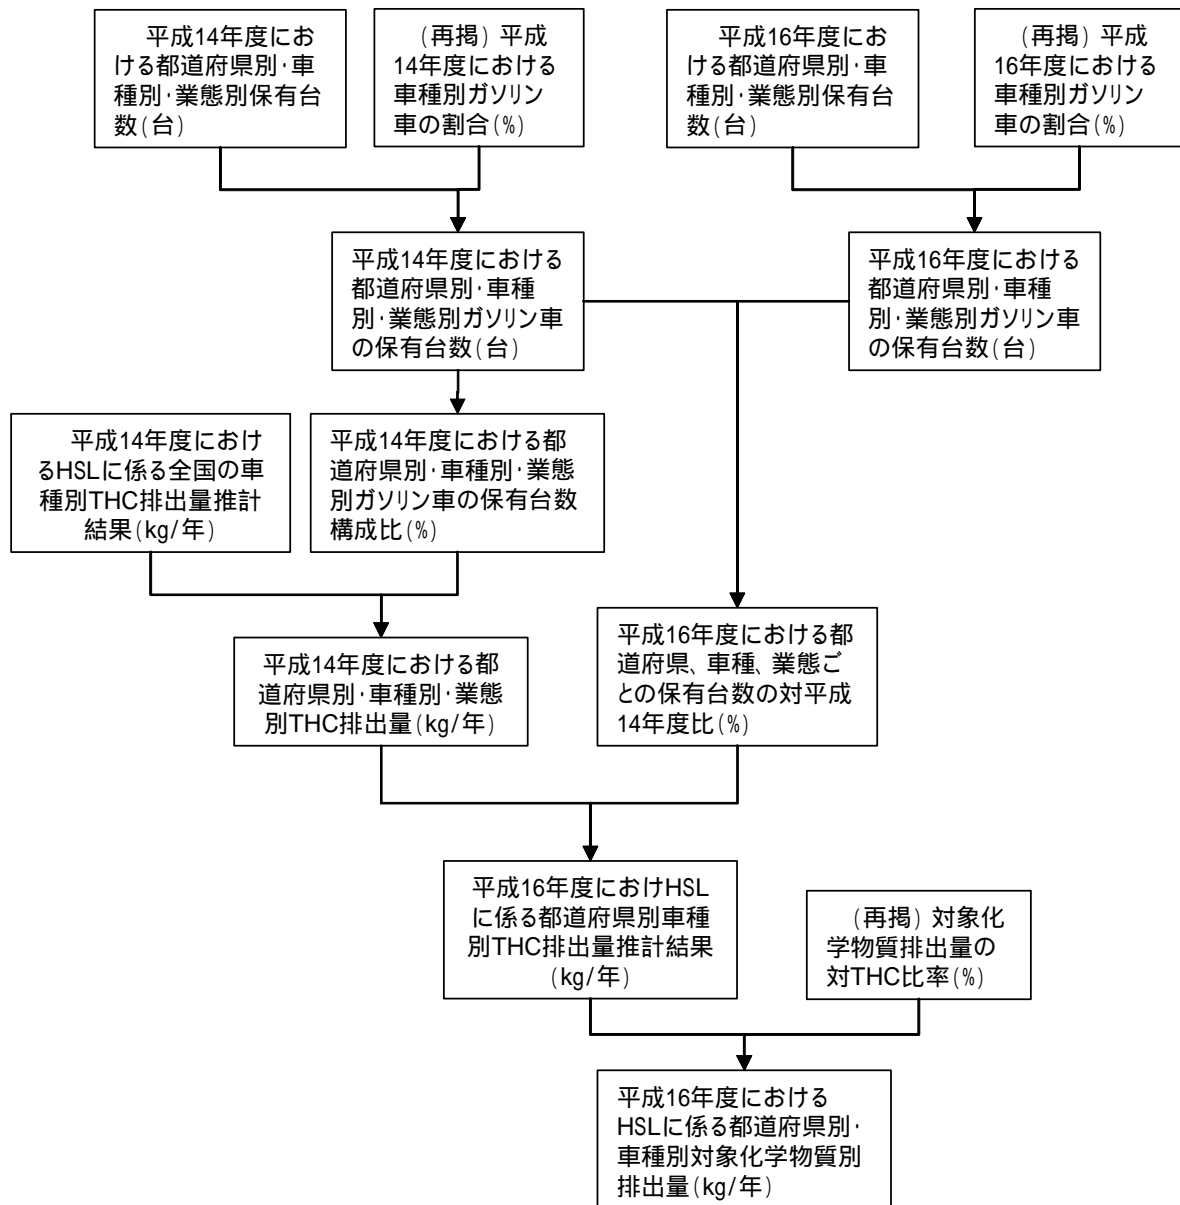 平成14年度にお
ける都道府県別･車
種別･業態別保有台
数(台)
(再掲) 平成
14年度における
車種別ガソリン
車の割合(%)
平成16年度にお
ける都道府県別･車
種別･業態別保有台
数(台)
(再掲) 平成
16年度における
車種別ガソリン
車の割合(%)
平成14年度における
都道府県別･車種
別･業態別ガソリン車
の保有台数(台)
平成16年度における
都道府県別･車種
別･業態別ガソリン車
の保有台数(台)
平成14年度におけ
るHSLに係る全国の車
種別THC排出量推計
結果(kg/年)
平成14年度における都
道府県別･車種別･業態
別ガソリン車の保有台数
構成比(%)
平成14年度における都
道府県別･車種別･業態
別THC排出量(kg/年)
平成16年度における都
道府県、車種、業態ご
との保有台数の対平成
14年度比(%)
平成16年度におけHSL
に係る都道府県別車種
別THC排出量推計結果
(kg/年)
(再掲) 対象化
学物質排出量の
対THC比率(%)
平成16年度における
HSLに係る都道府県別･
車種別対象化学物質別
排出量(kg/年)